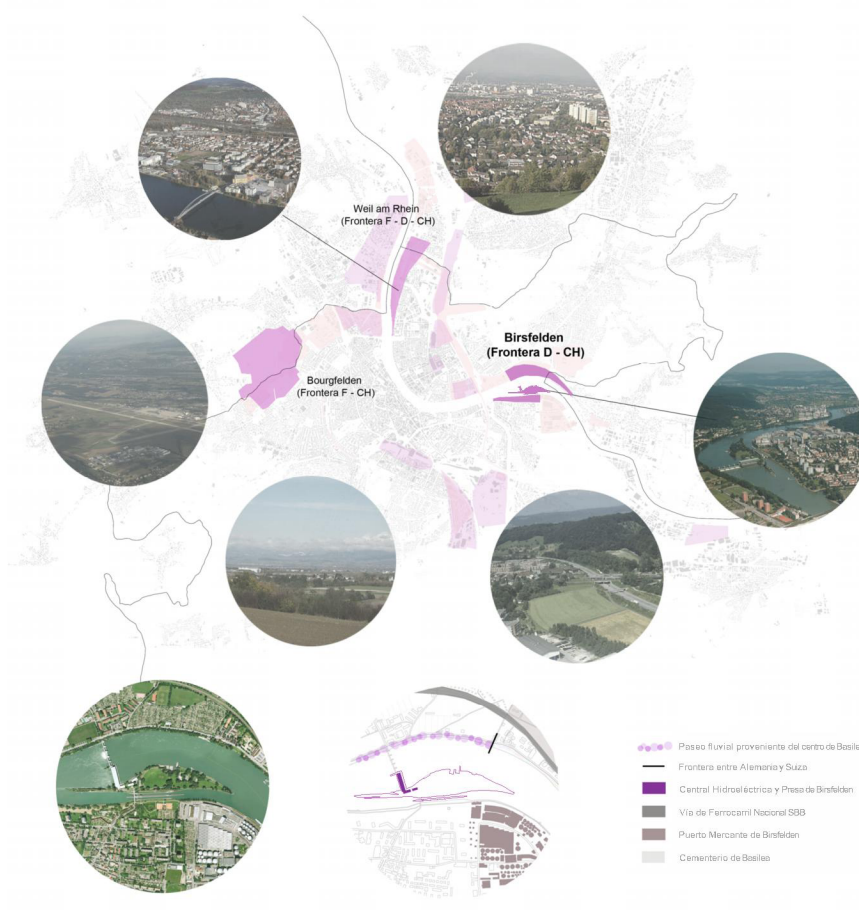 Weil am Rhein
(Frontera F - D - CH)
Birsfelden
(Frontera D - CH)
Bourgfelden
(Frontera F - CH)
Paseo fluvial proveniente del centro de Basilea
Frontera entre Alemania y Suiza
Central Hidroeléctrica y Presa de Birsfelden
Vía de Ferrocarril Nacional SBB
Puerto Mercante de Birsfelden
Cementerio de Basilea